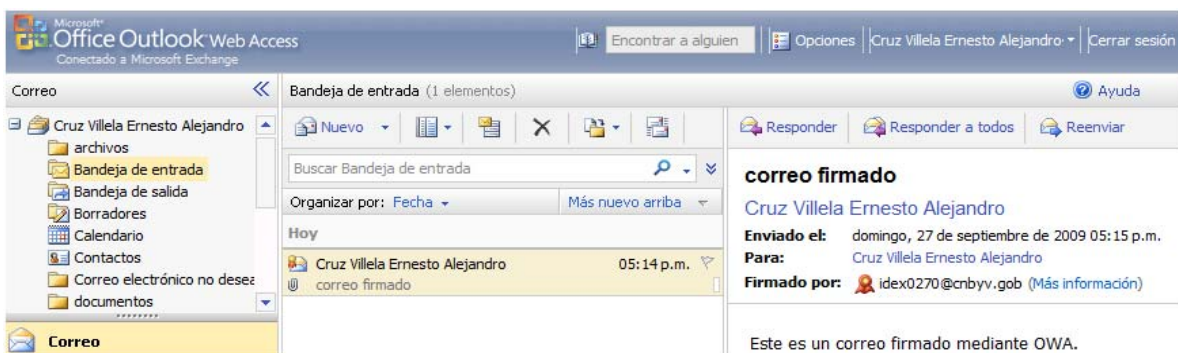 Microsoft®
Office Outlook Web Access
Conectado a Microsoft Exchange
Encontrar a alguien
Opciones
Cruz Villela Ernesto Alejandro
Cerrar sesión
Correo
Bandeja de entrada (1 elementos)
Ayuda
Cruz Villela Ernesto Alejandro
archivos
Bandeja de entrada
Bandeja de salida
Borradores
Calendario
Contactos
Correo electrónico no desea
documentos
Correo
Nuevo
Buscar Bandeja de entrada
Organizar por: Fecha
Más nuevo arriba
Hoy
Cruz Villela Ernesto Alejandro 05:14 p.m.
correo firmado
Responder
Responder a todos
Reenviar
correo firmado
Cruz Villela Ernesto Alejandro
Enviado el: domingo, 27 de septiembre de 2009 05:15 p.m.
Para: Cruz Villela Ernesto Alejandro
Firmado por: idex0270@cnbyv.gob (Más información)
Este es un correo firmado mediante OWA.